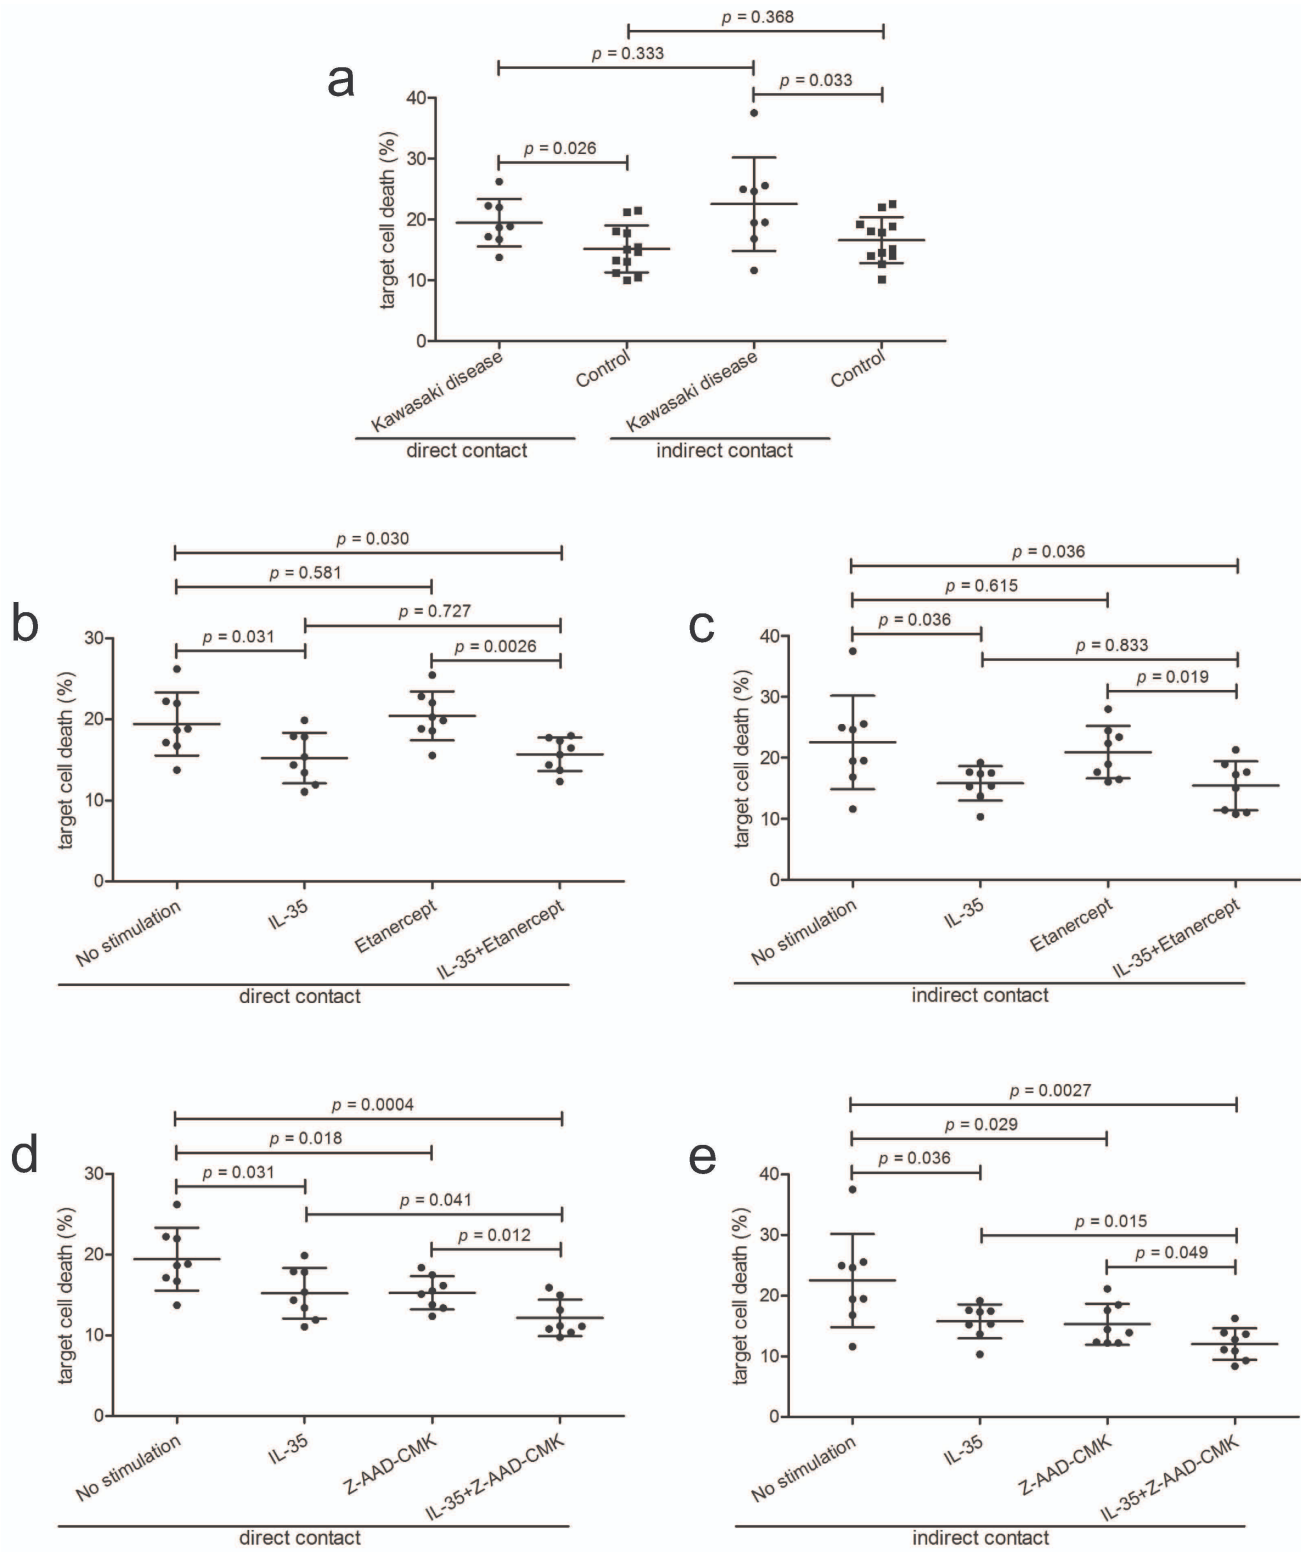 p = 0.368
p = 0.333
a
p = 0.033
40
p = 0.026
30
20
10
0
target cell death (%)
Kawasaki disease
Control
Kawasaki disease
Control
direct contact
indirect contact
b
p = 0.030
p = 0.581
p = 0.727
p = 0.031
p = 0.0026
30
20
10
0
target cell death (%)
No stimulation
IL-35
Etanercept
IL-35+Etanercept
direct contact
c
p = 0.036
p = 0.615
p = 0.036
p = 0.833
p = 0.019
40
30
20
10
0
target cell death (%)
No stimulation
IL-35
Etanercept
IL-35+Etanercept
indirect contact
d
p = 0.0004
p = 0.018
p = 0.031
p = 0.041
p = 0.012
30
20
10
0
target cell death (%)
No stimulation
IL-35
Z-AAD-CMK
IL-35+Z-AAD-CMK
direct contact
e
p = 0.0027
p = 0.029
p = 0.036
p = 0.015
p = 0.049
40
30
20
10
0
target cell death (%)
No stimulation
IL-35
Z-AAD-CMK
IL-35+Z-AAD-CMK
indirect contact